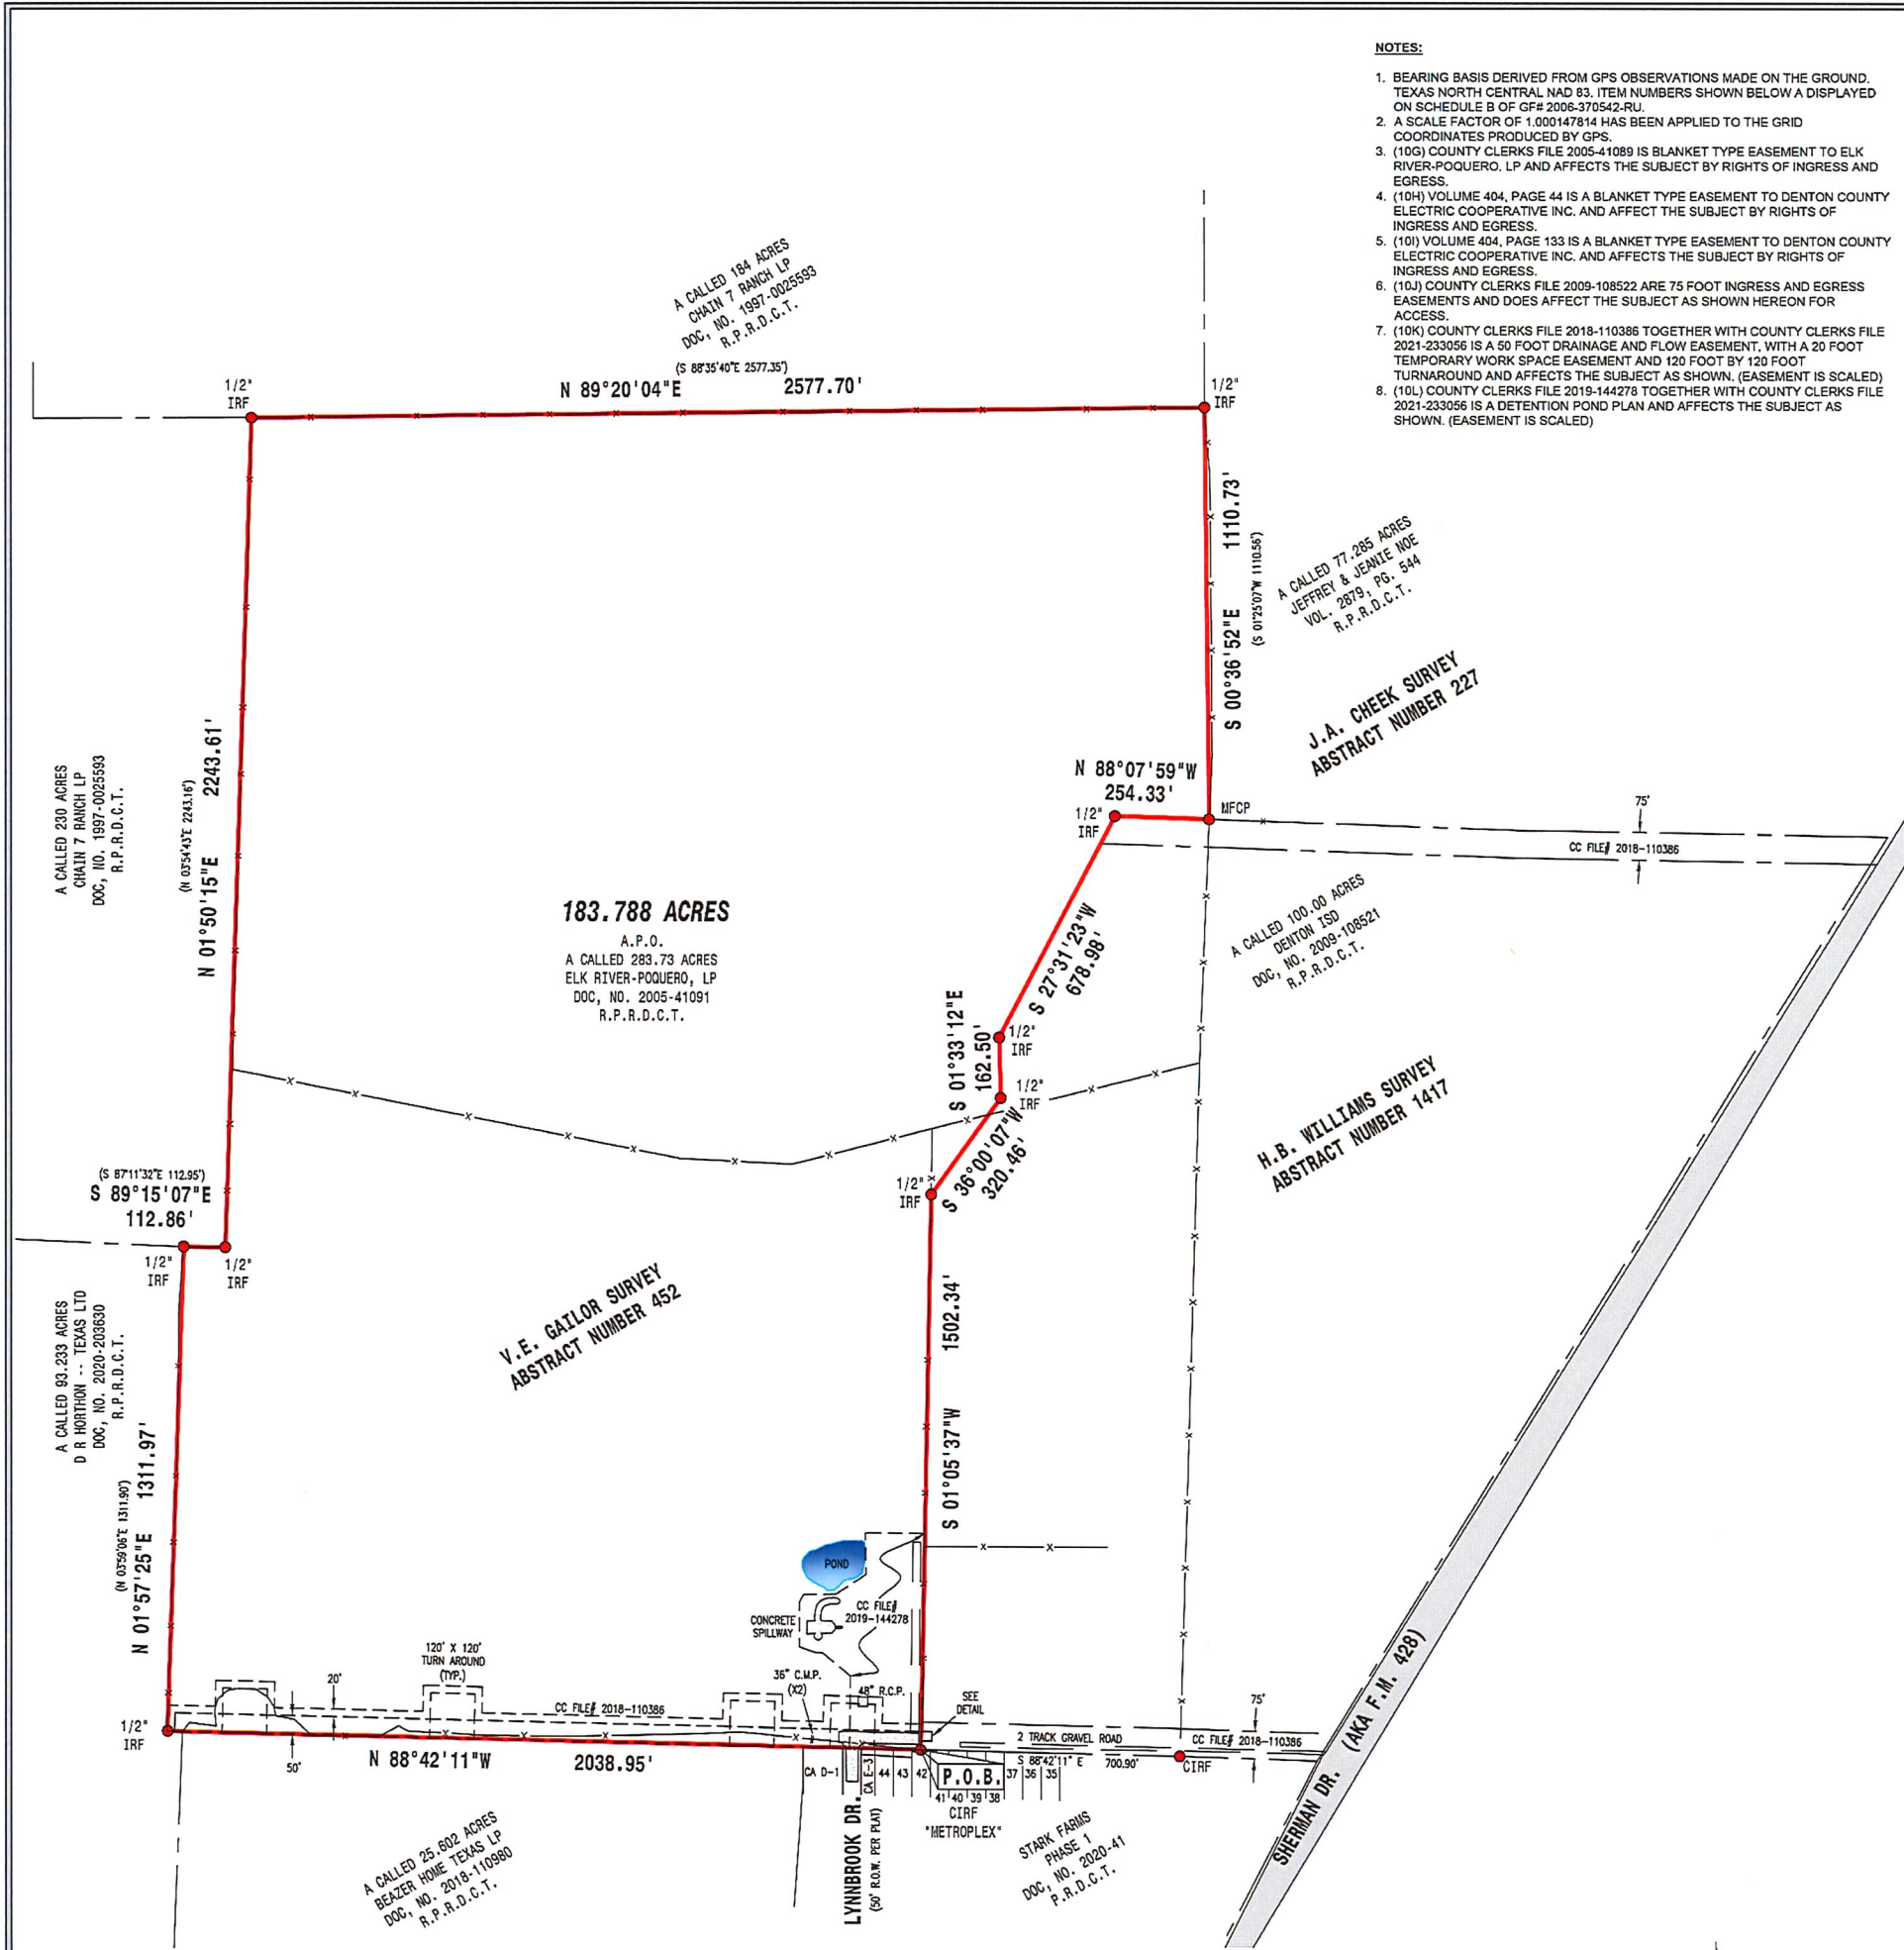 NOTES:
1. BEARING BASIS DERIVED FROM GPS OBSERVATIONS MADE ON THE GROUND.
TEXAS NORTH CENTRAL NAD 83. ITEM NUMBERS SHOWN BELOW A DISPLAYED
ON SCHEDULE B OF GF# 2006-370542-RU.
2. A SCALE FACTOR OF 1.000147814 HAS BEEN APPLIED TO THE GRID
COORDINATES PRODUCED BY GPS.
3. (10G) COUNTY CLERKS FILE 2005-41089 IS BLANKET TYPE EASEMENT TO ELK
RIVER-POQUERO, LP AND AFFECTS THE SUBJECT BY RIGHTS OF INGRESS AND
EGRESS.
4. (10H) VOLUME 404, PAGE 44 IS A BLANKET TYPE EASEMENT TO DENTON COUNTY
ELECTRIC COOPERATIVE INC. AND AFFECT THE SUBJECT BY RIGHTS OF
INGRESS AND EGRESS.
5. (10I) VOLUME 404, PAGE 133 IS A BLANKET TYPE EASEMENT TO DENTON COUNTY
ELECTRIC COOPERATIVE INC. AND AFFECTS THE SUBJECT BY RIGHTS OF
INGRESS AND EGRESS.
6. (10J) COUNTY CLERKS FILE 2009-108522 ARE 75 FOOT INGRESS AND EGRESS
EASEMENTS AND DOES AFFECT THE SUBJECT AS SHOWN HEREON FOR
ACCESS.
7. (10K) COUNTY CLERKS FILE 2018-110386 TOGETHER WITH COUNTY CLERKS FILE
2021-233056 IS A 50 FOOT DRAINAGE AND FLOW EASEMENT, WITH A 20 FOOT
TEMPORARY WORK SPACE EASEMENT AND 120 FOOT BY 120 FOOT
TURNAROUND AND AFFECTS THE SUBJECT AS SHOWN. (EASEMENT IS SCALED)
8. (10L) COUNTY CLERKS FILE 2019-144278 TOGETHER WITH COUNTY CLERKS FILE
2021-233056 IS A DETENTION POND PLAN AND AFFECTS THE SUBJECT AS
SHOWN. (EASEMENT IS SCALED)
A CALLED 184 ACRES
CHAIN 7 RANCH LP
DOC, NO. 1997-0025593
R.P.R.D.C.T.
(S 88°35'40"E 2577.35')
N 89°20'04"E 2577.70'
1/2"
IRF
1/2"
IRF
S 00°36'52"E 1110.73'
(S 01°25'07"W 1110.56')
A CALLED 77.285 ACRES
JEFFREY & JEANIE NOE
VOL. 2879, PG. 544
R.P.R.D.C.T.
J.A. CHEEK SURVEY
ABSTRACT NUMBER 227
A CALLED 230 ACRES
CHAIN 7 RANCH LP
DOC, NO. 1997-0025593
R.P.R.D.C.T.
(N 03°54'43"E 2243.16')
N 01°50'15"E 2243.61'
N 88°07'59"W
254.33'
1/2"
IRF
MFCP
75'
CC FILE# 2018-110386
183.788 ACRES
A.P.O.
A CALLED 283.73 ACRES
ELK RIVER-POQUERO, LP
DOC, NO. 2005-41091
R.P.R.D.C.T.
S 27°31'23"W
678.98'
A CALLED 100.00 ACRES
DENTON ISD
DOC, NO. 2009-108521
R.P.R.D.C.T.
S 01°33'12"E
162.50'
1/2"
IRF
1/2"
IRF
S 36°00'07"W
320.46'
1/2"
IRF
H.B. WILLIAMS SURVEY
ABSTRACT NUMBER 1417
(S 87°11'32"E 112.95')
S 89°15'07"E
112.86'
1/2"
IRF
1/2"
IRF
V.E. GAILOR SURVEY
ABSTRACT NUMBER 452
S 01°05'37"W 1502.34'
A CALLED 93.233 ACRES
D R HORTHON -- TEXAS LTD
DOC, NO. 2020-203630
R.P.R.D.C.T.
(N 03°59'06"E 1311.90')
N 01°57'25"E 1311.97'
POND
CONCRETE
SPILLWAY
CC FILE#
2019-144278
120' X 120'
TURN AROUND
(TYP.)
20'
CC FILE# 2018-110386
36" C.M.P.
(X2)
48" R.C.P.
SEE
DETAIL
1/2"
IRF
50'
N 88°42'11"W 2038.95'
2 TRACK GRAVEL ROAD
CC FILE# 2018-110386
75'
S 88°42'11" E 700.90'
CIRF
CA D-1
CA E-3
44 43 42
P.O.B.
41 40 39 38
37 36 35
CIRF
"METROPLEX"
LYNNBROOK DR.
(50' R.O.W. PER PLAT)
STARK FARMS
PHASE 1
DOC, NO. 2020-41
P.R.D.C.T.
SHERMAN DR. (AKA F.M. 428)
A CALLED 25.602 ACRES
BEAZER HOME TEXAS LP
DOC, NO. 2018-110980
R.P.R.D.C.T.